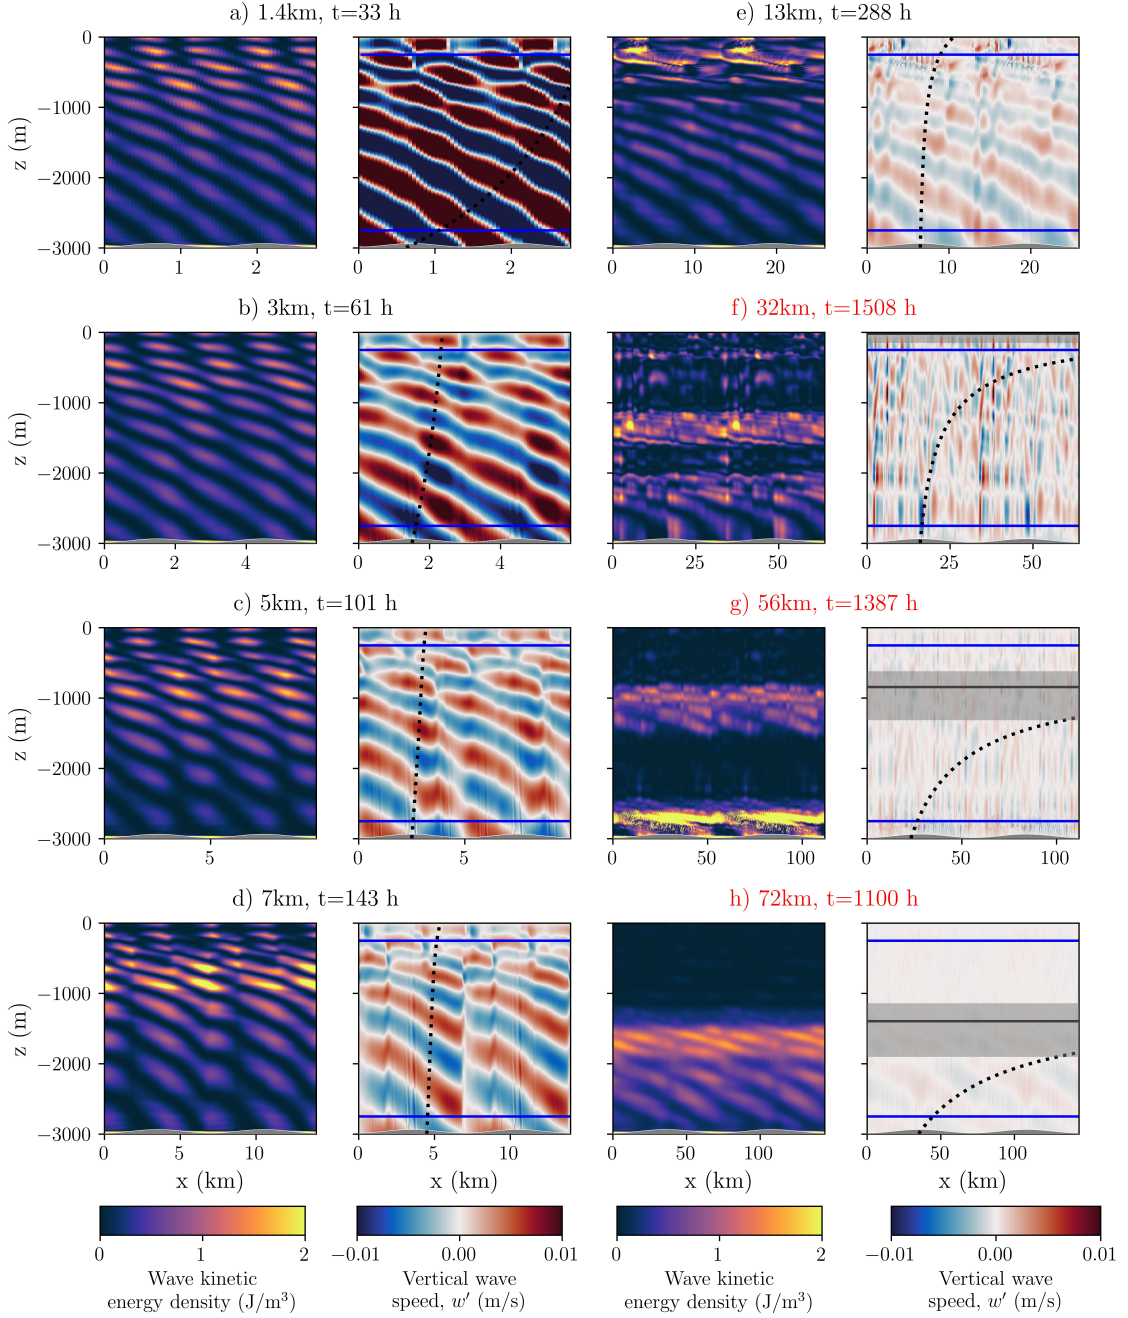 a) 1.4km, t=33 h
e) 13km, t=288 h
z (m)
0
−1000
−2000
−3000
0 1 2
0 1 2
0 10 20
0 10 20
b) 3km, t=61 h
f) 32km, t=1508 h
z (m)
0
−1000
−2000
−3000
0 2 4
0 2 4
0 25 50
0 25 50
c) 5km, t=101 h
g) 56km, t=1387 h
z (m)
0
−1000
−2000
−3000
0 5
0 5
0 50 100
0 50 100
d) 7km, t=143 h
h) 72km, t=1100 h
z (m)
0
−1000
−2000
−3000
0 5 10
0 5 10
0 50 100
0 50 100
x (km)
x (km)
x (km)
x (km)
0 1 2
−0.01 0.00 0.01
0 1 2
−0.01 0.00 0.01
Wave kinetic
energy density (J/m³)
Vertical wave
speed, w′ (m/s)
Wave kinetic
energy density (J/m³)
Vertical wave
speed, w′ (m/s)